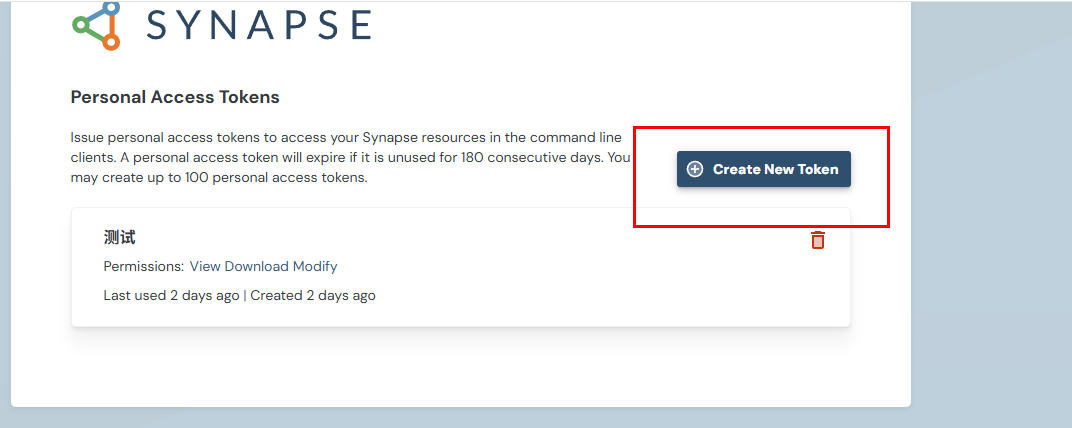 SYNAPSE
Personal Access Tokens
Issue personal access tokens to access your Synapse resources in the command line
clients. A personal access token will expire if it is unused for 180 consecutive days. You
may create up to 100 personal access tokens.
Create New Token
测试
Permissions: View Download Modify
Last used 2 days ago | Created 2 days ago